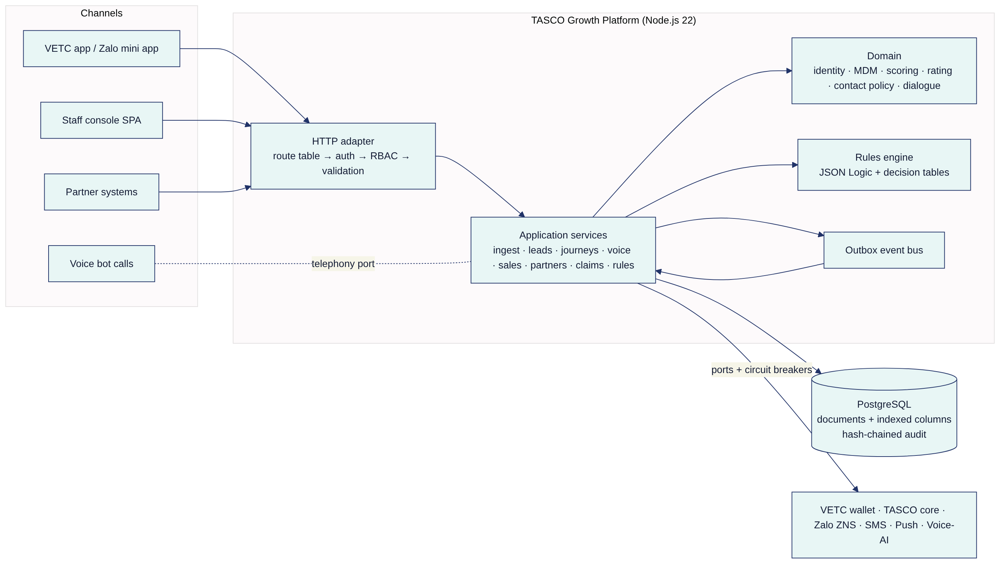 Channels
VETC app / Zalo mini app
Staff console SPA
Partner systems
Voice bot calls
TASCO Growth Platform (Node.js 22)
HTTP adapter
route table → auth → RBAC →
validation
telephony port
Application services
ingest · leads · journeys · voice
· sales · partners · claims · rules
Domain
identity · MDM · scoring · rating
· contact policy · dialogue
Rules engine
JSON Logic + decision tables
Outbox event bus
ports + circuit breakers
PostgreSQL
documents + indexed columns
hash-chained audit
VETC wallet · TASCO core ·
Zalo ZNS · SMS · Push · Voice-
AI